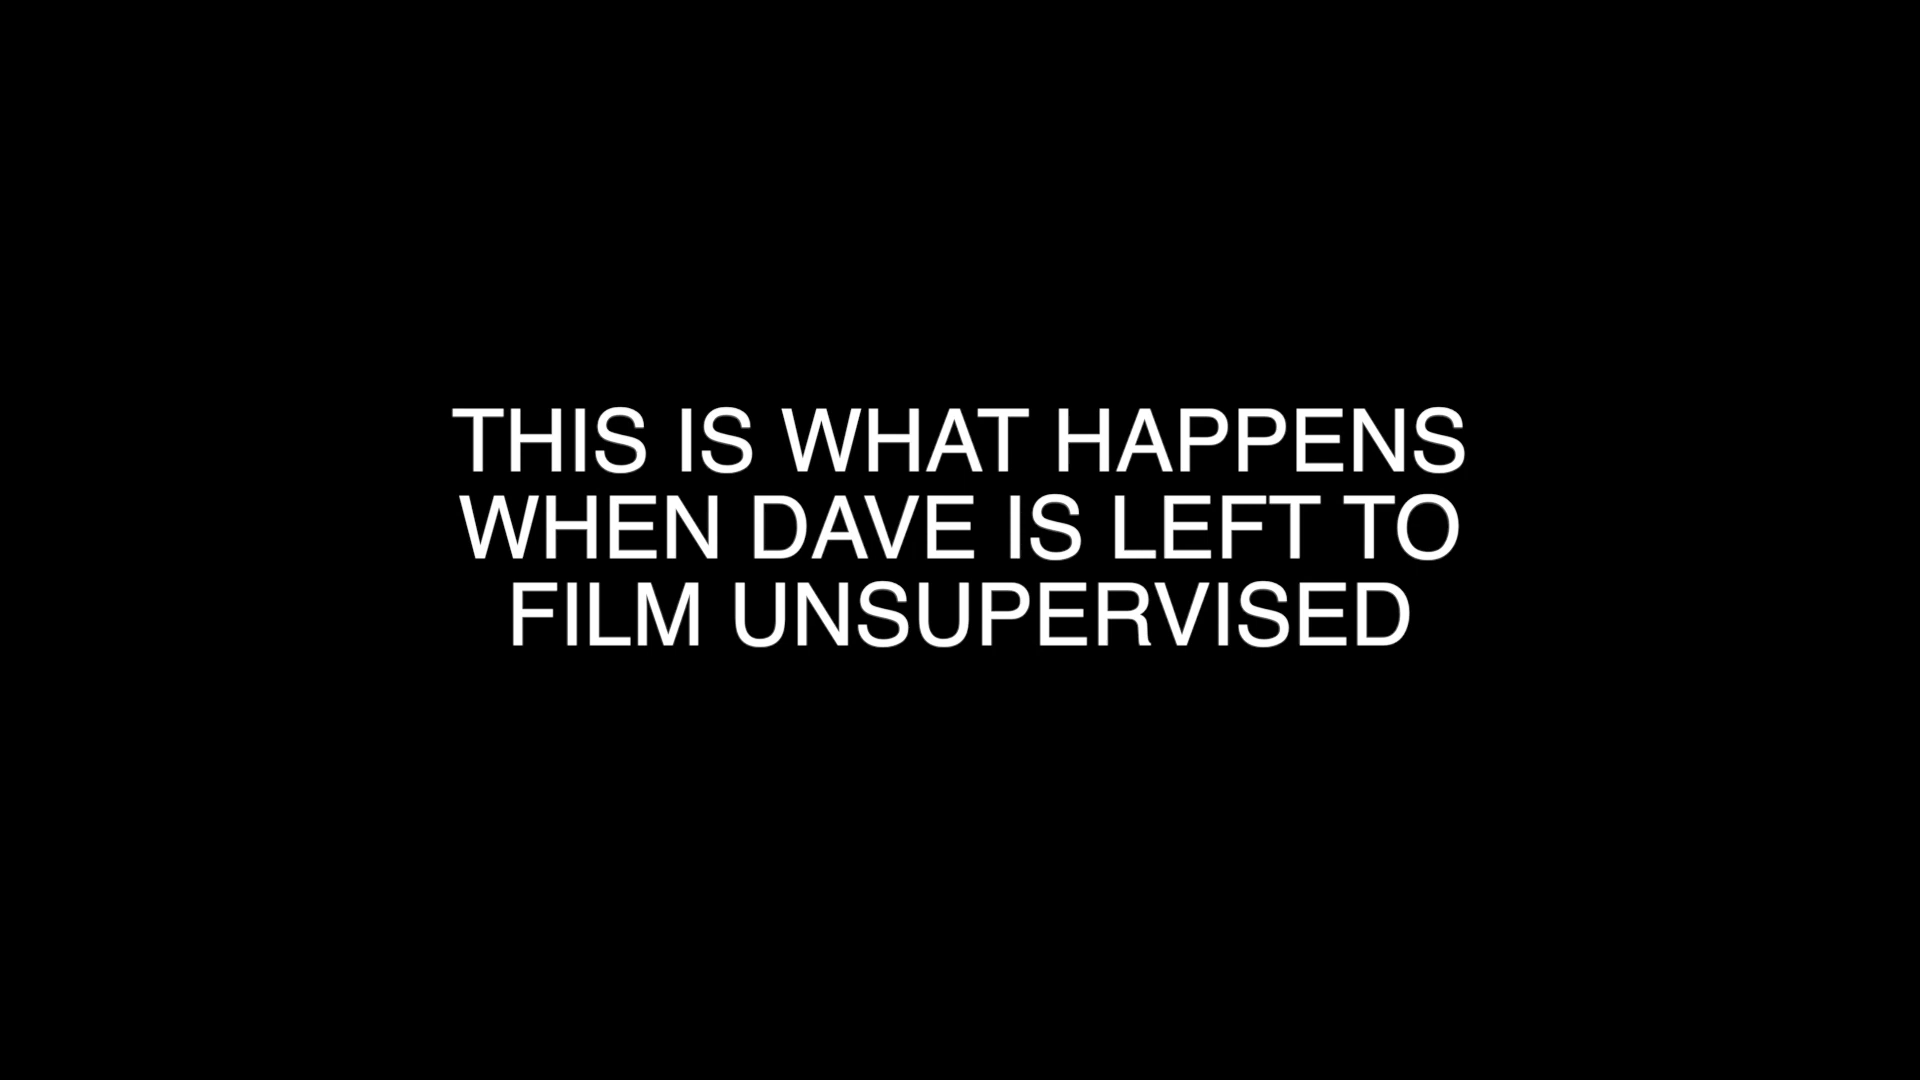 THIS IS WHAT HAPPENS
WHEN DAVE IS LEFT TO
FILM UNSUPERVISED